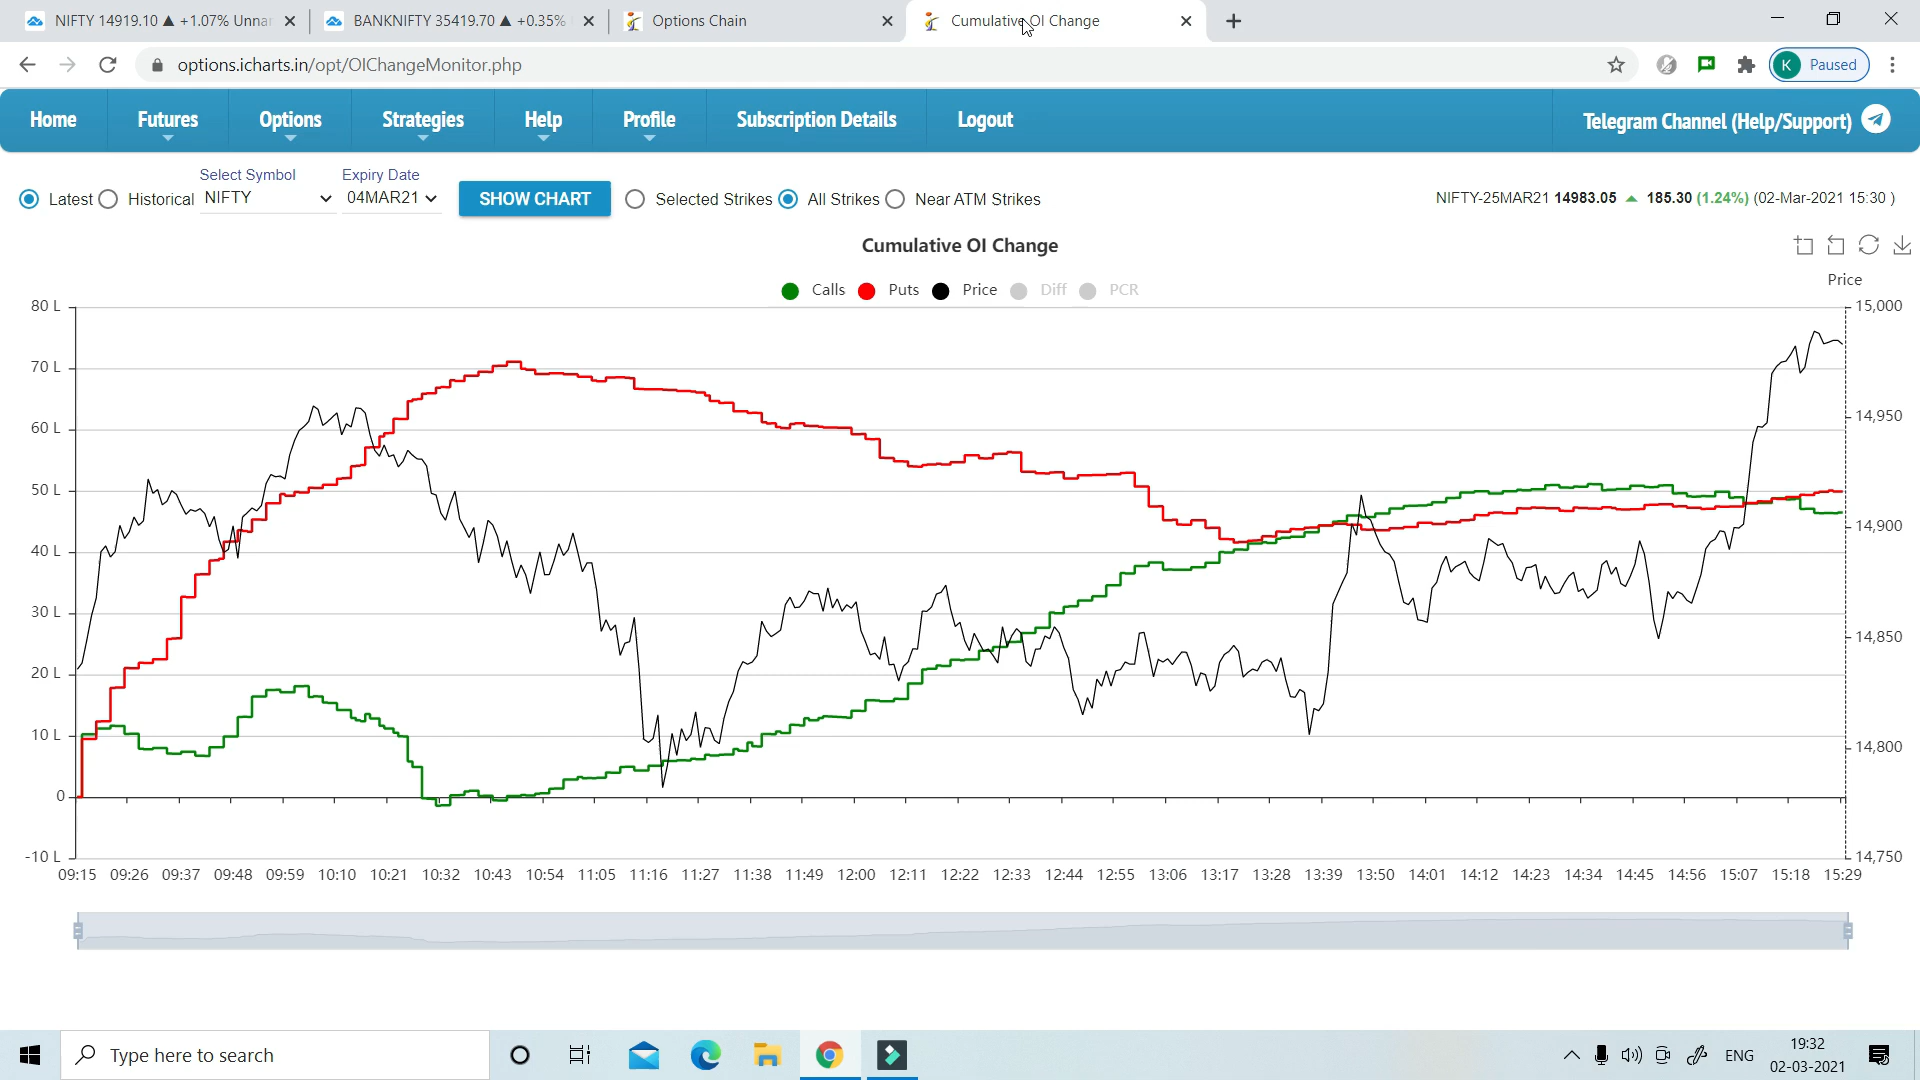 NIFTY 14919.10 ▲ +1.07% Unnar
BANKNIFTY 35419.70 ▲ +0.35%
Options Chain
Cumulative OI Change
options.icharts.in/opt/OIChangeMonitor.php
K Paused
Home Futures Options Strategies Help Profile Subscription Details Logout Telegram Channel (Help/Support)
Select Symbol Expiry Date
Latest Historical NIFTY 04MAR21 SHOW CHART Selected Strikes All Strikes Near ATM Strikes NIFTY-25MAR21 14983.05 ▲ 185.30 (1.24%) (02-Mar-2021 15:30 )
Cumulative OI Change
Price
Calls Puts Price Diff PCR
80 L 15,000
70 L
60 L 14,950
50 L
40 L 14,900
30 L
14,850
20 L
10 L 14,800
0
-10 L 14,750
09:15 09:26 09:37 09:48 09:59 10:10 10:21 10:32 10:43 10:54 11:05 11:16 11:27 11:38 11:49 12:00 12:11 12:22 12:33 12:44 12:55 13:06 13:17 13:28 13:39 13:50 14:01 14:12 14:23 14:34 14:45 14:56 15:07 15:18 15:29
Type here to search
ENG
19:32
02-03-2021